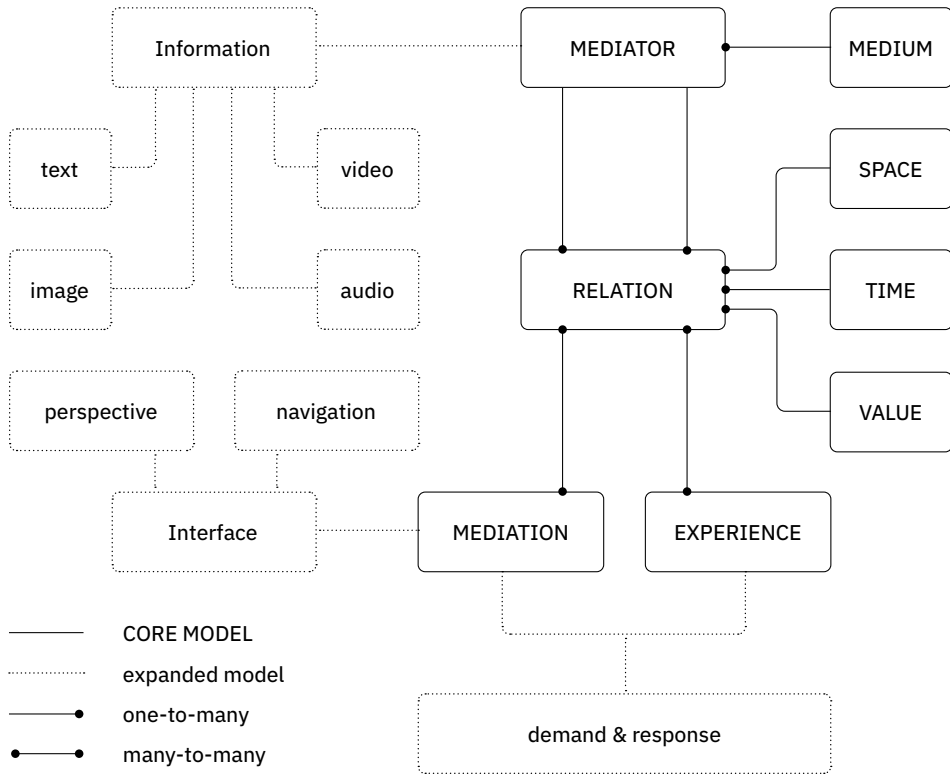 Information
MEDIATOR
MEDIUM
text
video
SPACE
image
audio
RELATION
TIME
perspective
navigation
VALUE
Interface
MEDIATION
EXPERIENCE
CORE MODEL
expanded model
one-to-many
demand & response
many-to-many